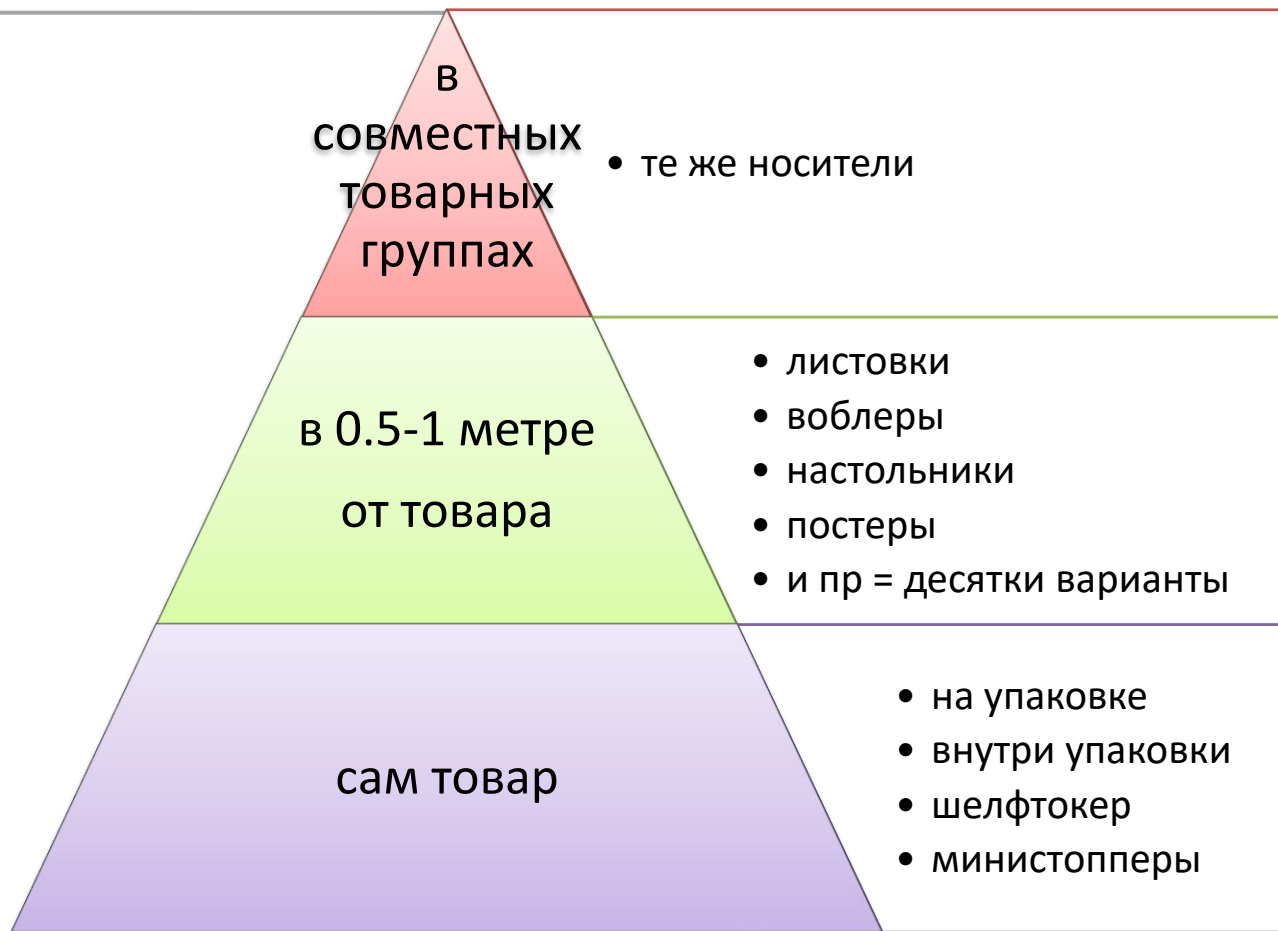 в
совместных
товарных
группах
• те же носители
в 0.5-1 метре
от товара
• листовки
• воблеры
• настольники
• постеры
• и пр = десятки варианты
сам товар
• на упаковке
• внутри упаковки
• шелфтокер
• министопперы